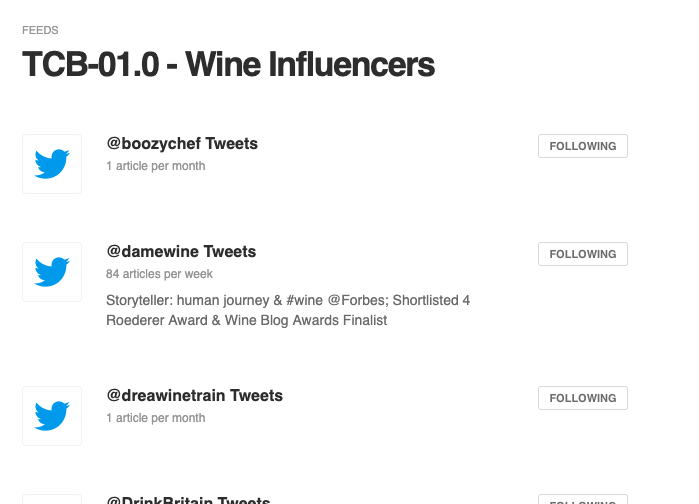 FEEDS
TCB-01.0 - Wine Influencers
@boozychef Tweets
1 article per month
FOLLOWING
@damewine Tweets
84 articles per week
FOLLOWING
Storyteller: human journey & #wine @Forbes; Shortlisted 4
Roederer Award & Wine Blog Awards Finalist
@dreawinetrain Tweets
1 article per month
FOLLOWING
@DrinkBritain Tweets
FOLLOWING